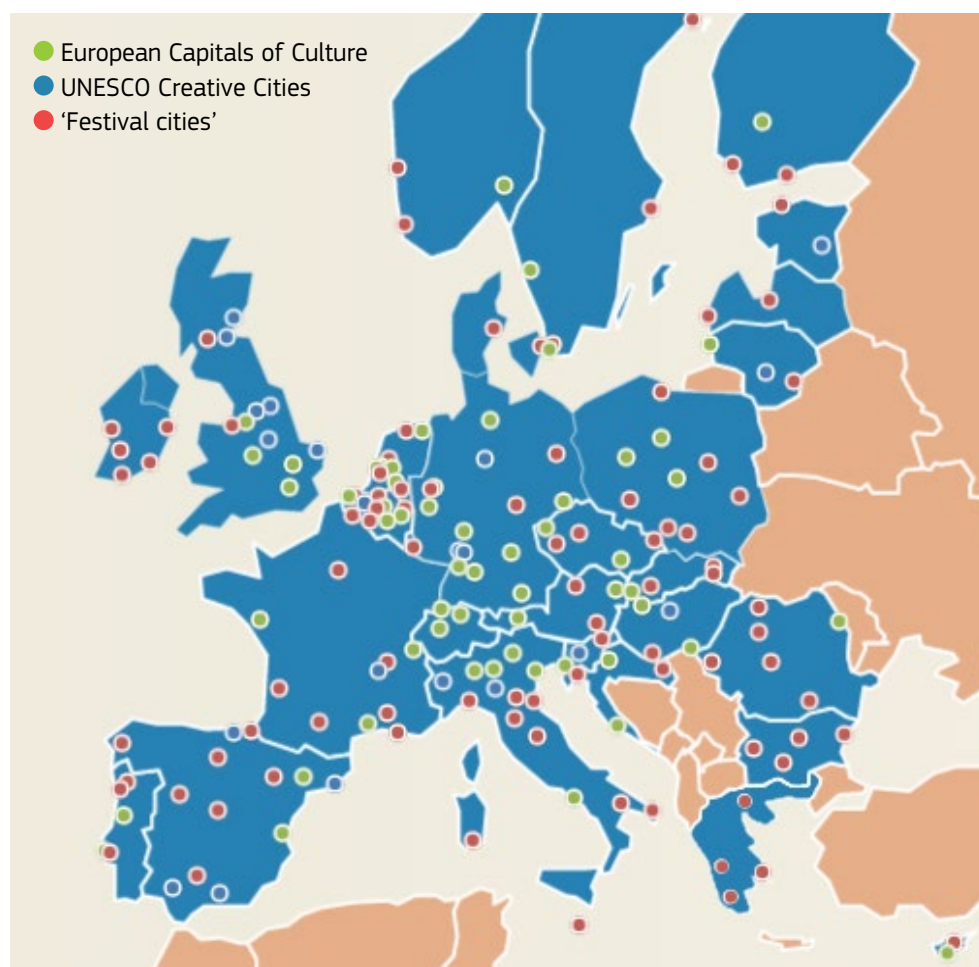 European Capitals of Culture
UNESCO Creative Cities
‘Festival cities’